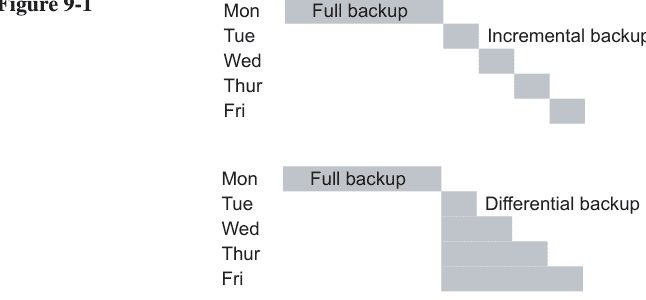 Figure 9-1
Mon Full backup
Tue Incremental backup
Wed
Thur
Fri
Mon Full backup
Tue Differential backup
Wed
Thur
Fri